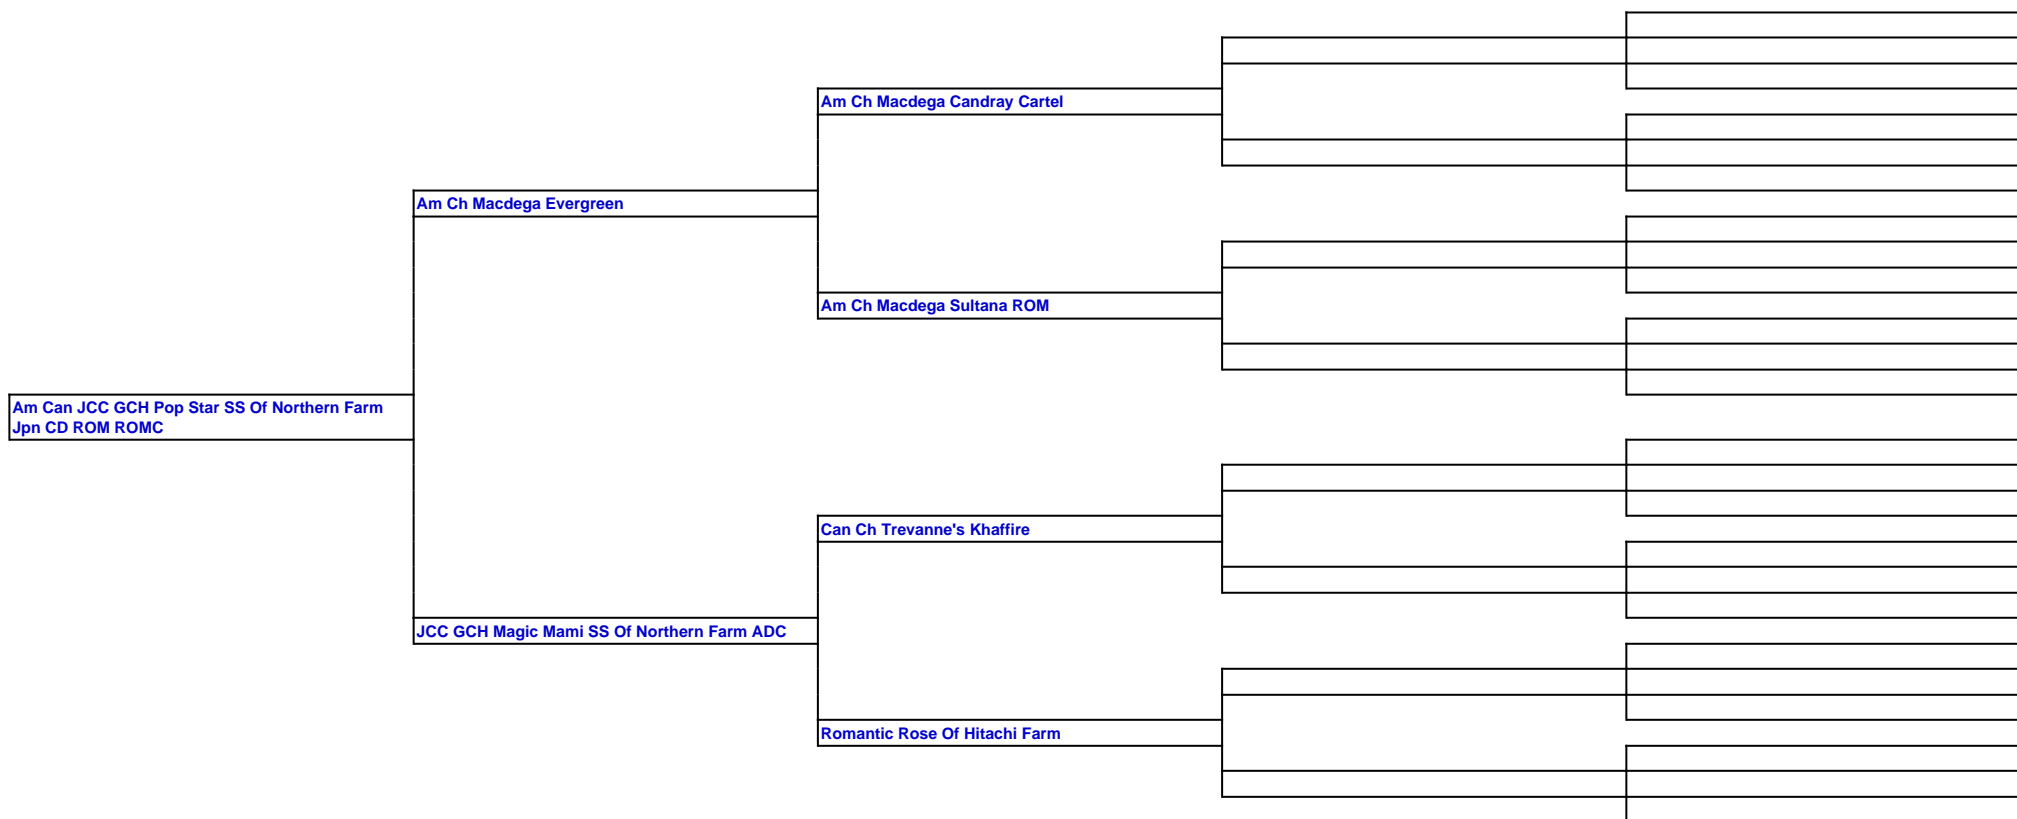 Am Ch Macdega Candray Cartel
Am Ch Macdega Evergreen
Am Ch Macdega Sultana ROM
Am Can JCC GCH Pop Star SS Of Northern Farm
Jpn CD ROM ROMC
Can Ch Trevanne's Khaffire
JCC GCH Magic Mami SS Of Northern Farm ADC
Romantic Rose Of Hitachi Farm